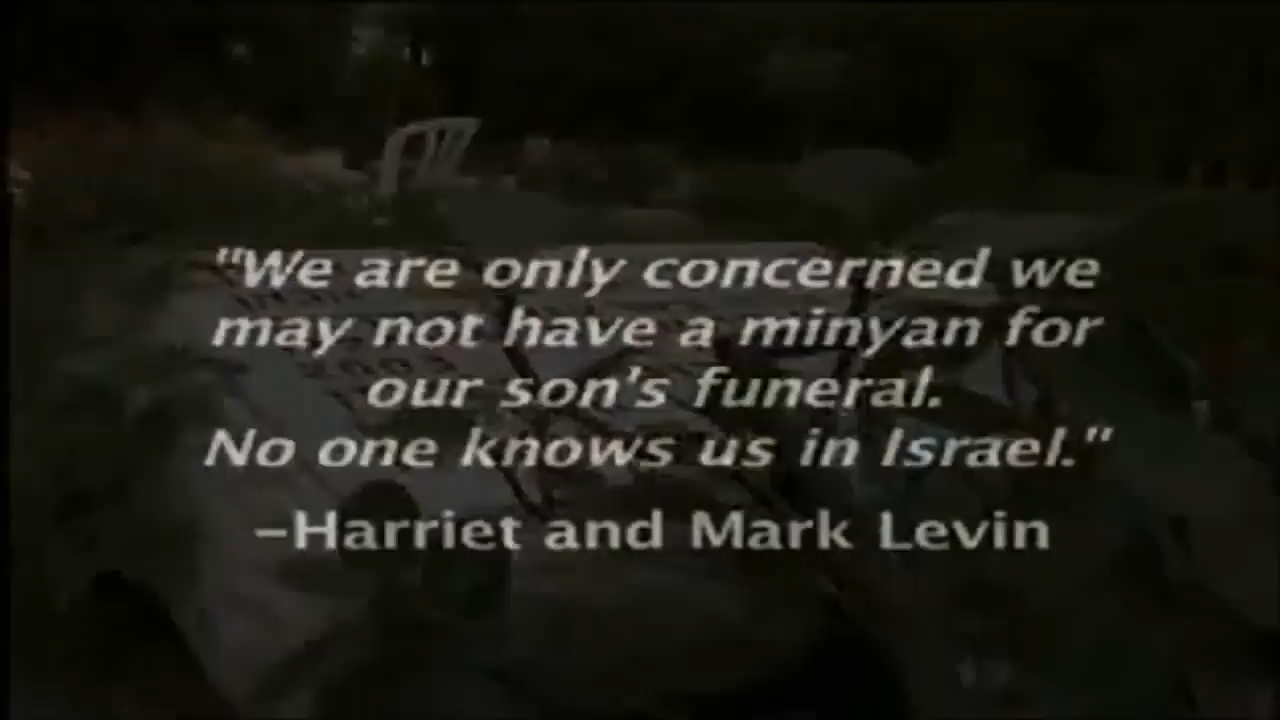 "We are only concerned we
may not have a minyan for
our son's funeral.
No one knows us in Israel."
–Harriet and Mark Levin